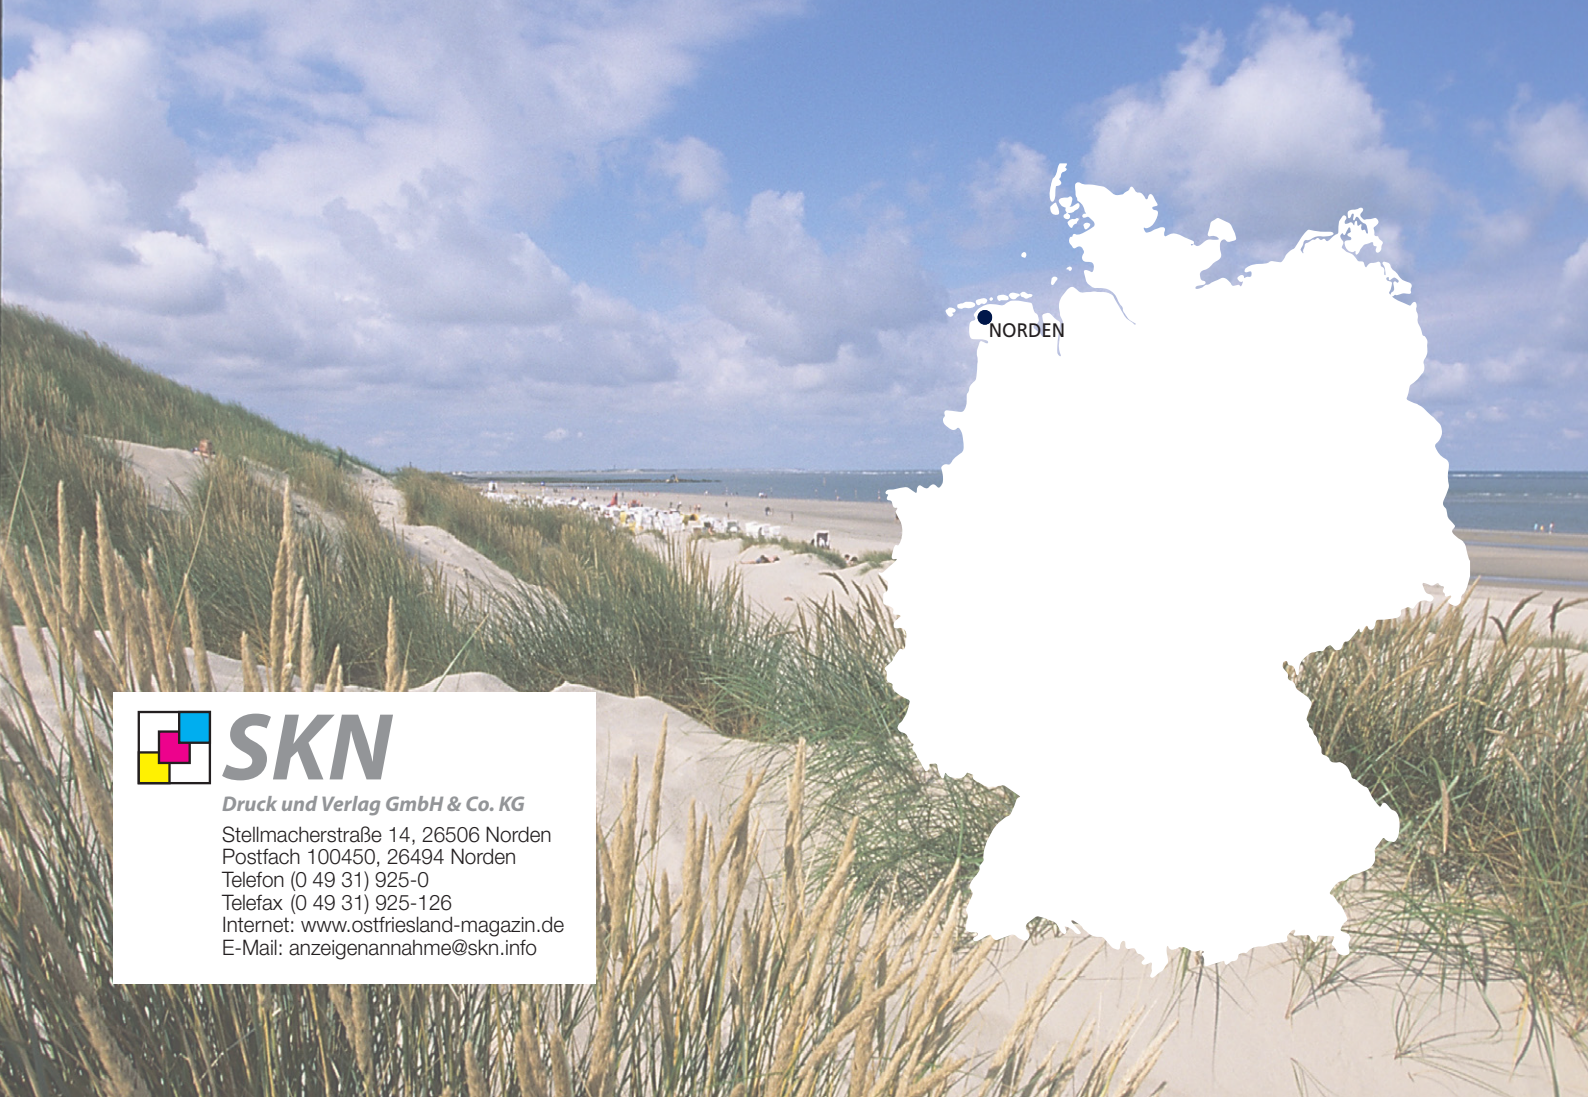 NORDEN
SKN
Druck und Verlag GmbH & Co. KG
Stellmacherstraße 14, 26506 Norden
Postfach 100450, 26494 Norden
Telefon (0 49 31) 925-0
Telefax (0 49 31) 925-126
Internet: www.ostfriesland-magazin.de
E-Mail: anzeigenannahme@skn.info